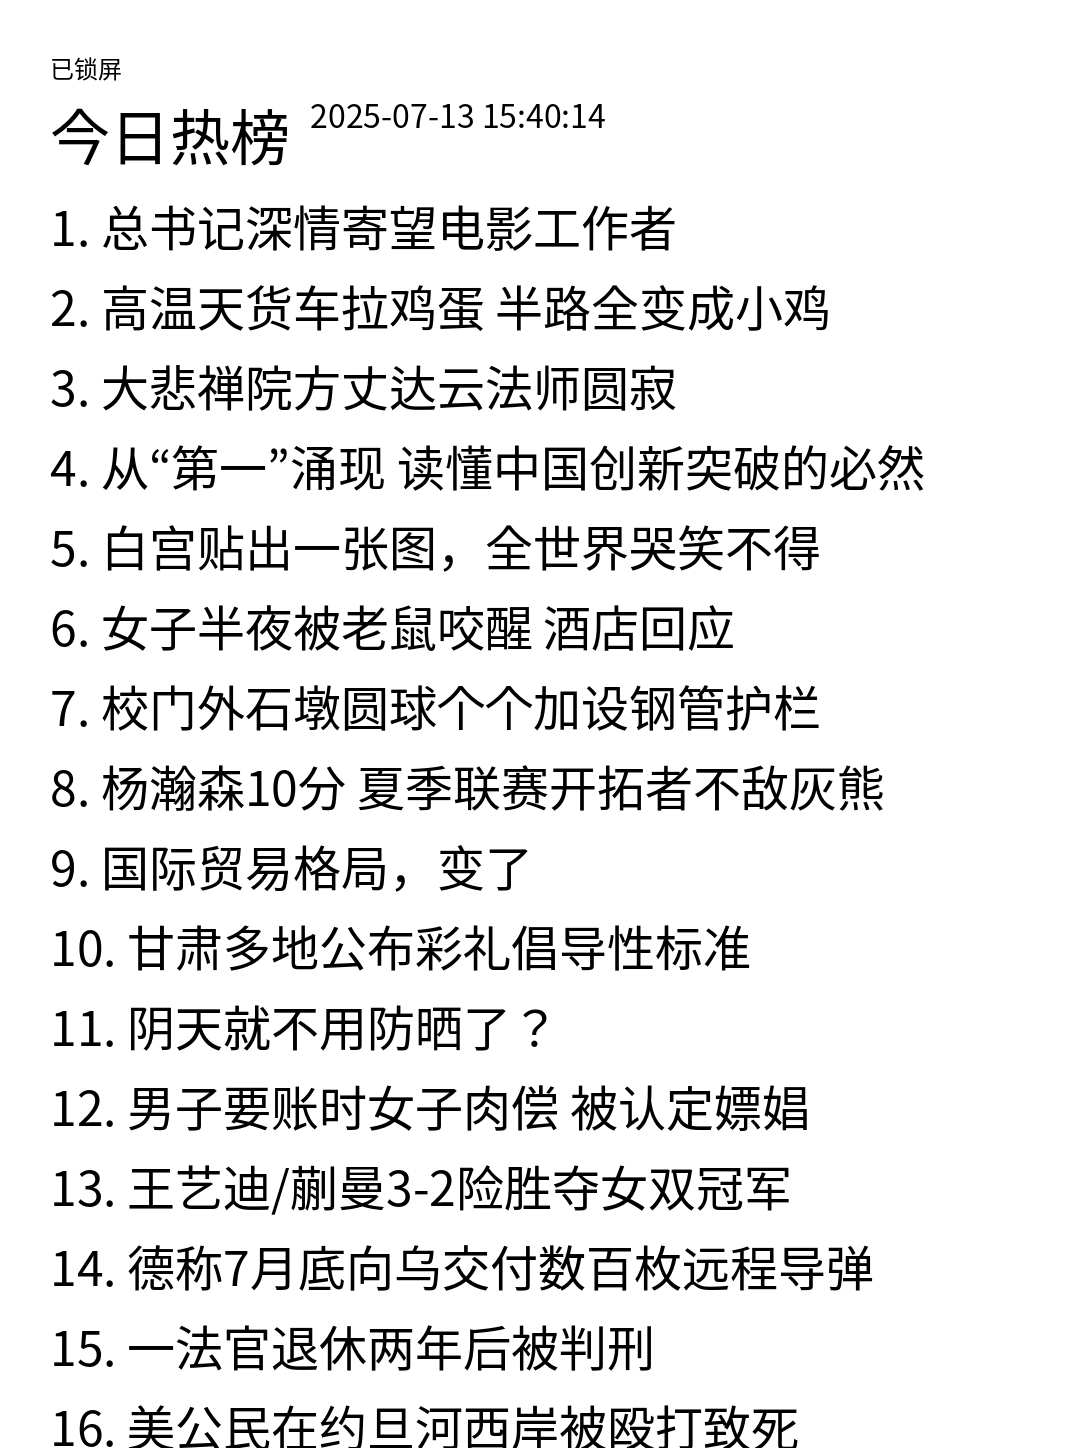 已锁屏
今日热榜 2025-07-13 15:40:14
1. 总书记深情寄望电影工作者
2. 高温天货车拉鸡蛋 半路全变成小鸡
3. 大悲禅院方丈达云法师圆寂
4. 从“第一”涌现 读懂中国创新突破的必然
5. 白宫贴出一张图，全世界哭笑不得
6. 女子半夜被老鼠咬醒 酒店回应
7. 校门外石墩圆球个个加设钢管护栏
8. 杨瀚森10分 夏季联赛开拓者不敌灰熊
9. 国际贸易格局，变了
10. 甘肃多地公布彩礼倡导性标准
11. 阴天就不用防晒了？
12. 男子要账时女子肉偿 被认定嫖娼
13. 王艺迪/蒯曼3-2险胜夺女双冠军
14. 德称7月底向乌交付数百枚远程导弹
15. 一法官退休两年后被判刑
16. 美公民在约旦河西岸被殴打致死